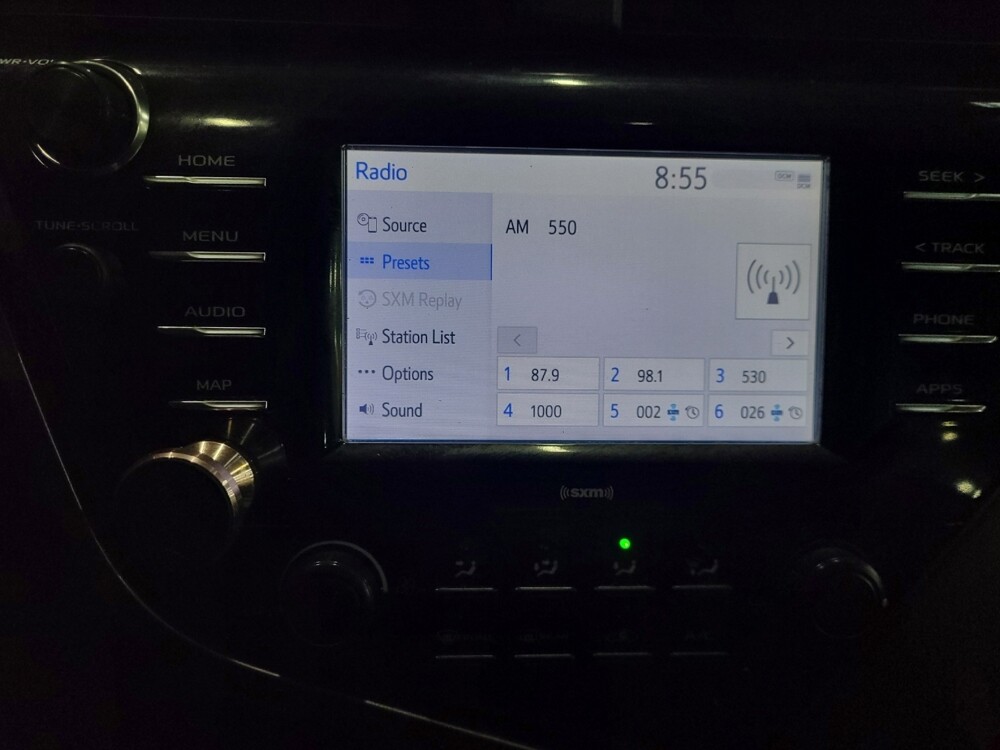 WR-VO
HOME
TUNE-SCROLL
MENU
AUDIO
MAP
Radio
8:55
Source
Presets
SXM Replay
Station List
Options
Sound
AM 550
<
>
1 87.9
2 98.1
3 530
4 1000
5 002
6 026
SEEK >
< TRACK
PHONE
APPS
((sxm))